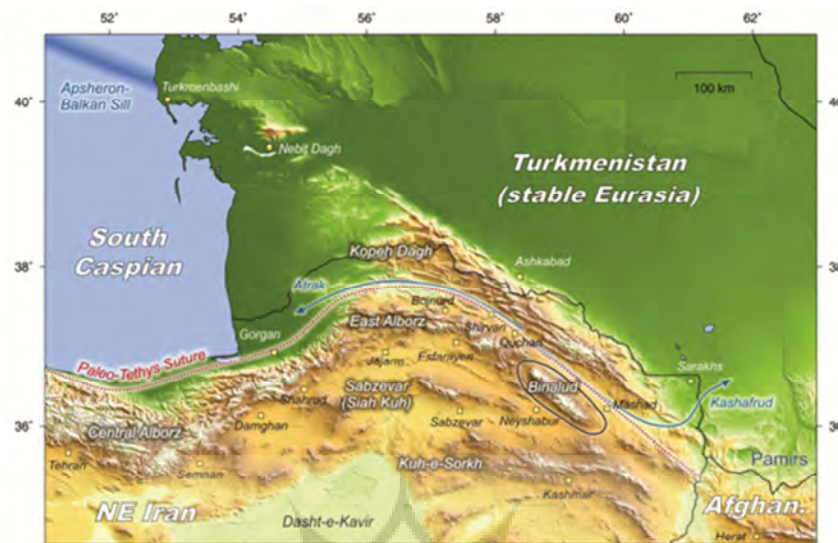 52°
54°
56°
58°
60°
62°
Apsheron-
Balkan Sill
Turkmenbashi
100 km
40°
40°
Nebit Dagh
Turkmenistan
(stable Eurasia)
South
Caspian
Kopeh Dagh
38°
Ashkabad
38°
Atrak
Bojnurd
East Alborz
Shirvan
Gorgan
Quchan
Paleo-Tethys Suture
Jajarm
Esfarayen
Sarakhs
Sabzevar
(Siah Kuh)
Binalud
Mashad
Kashafrud
Shahrud
36°
Central Alborz
Damghan
Sabzevar
Neyshabur
36°
Tehran
Semnan
Kuh-e-Sorkh
Pamirs
Kashmar
NE Iran
Dasht-e-Kavir
Afghan.
Herat